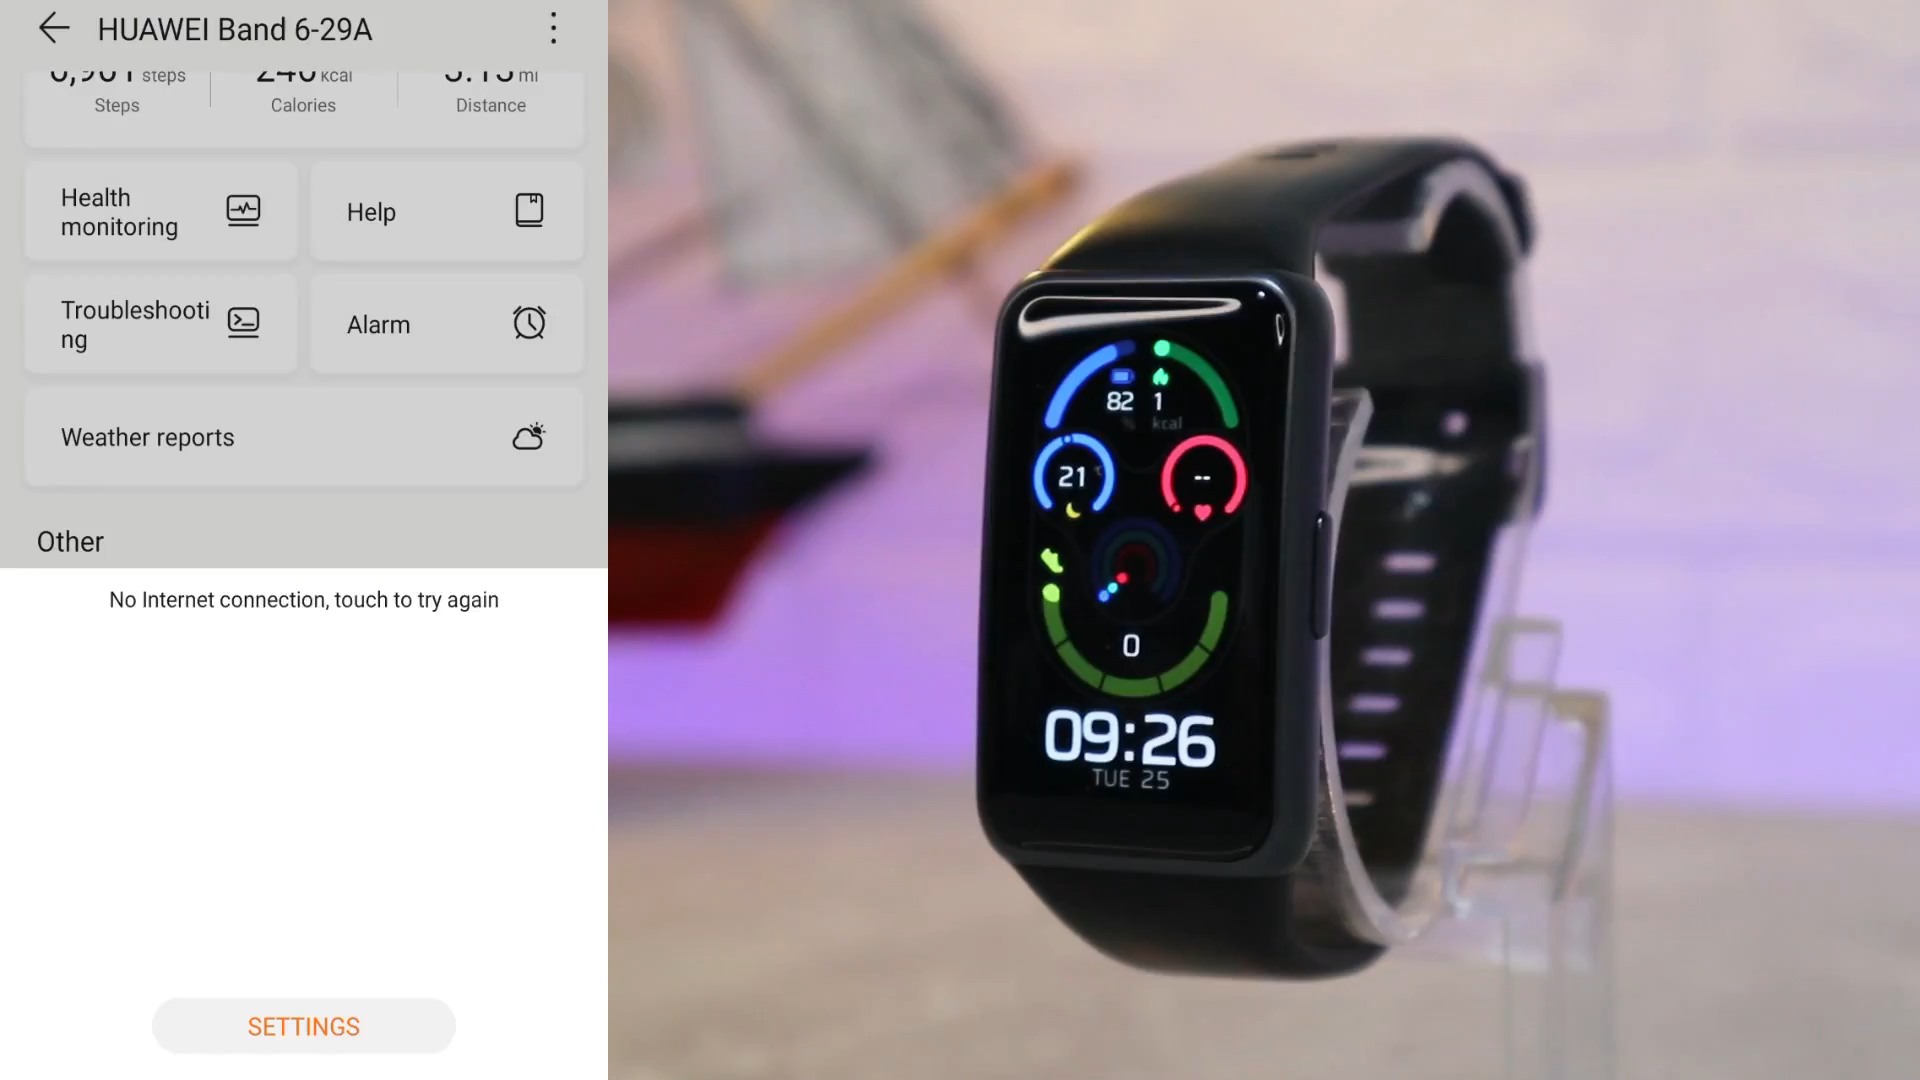 HUAWEI Band 6-29A
steps
kcal
mi
Steps
Calories
Distance
Health
monitoring
Help
Troubleshooti
ng
Alarm
Weather reports
Other
No Internet connection, touch to try again
SETTINGS
82 1
% kcal
21 --
0
09:26
TUE 25